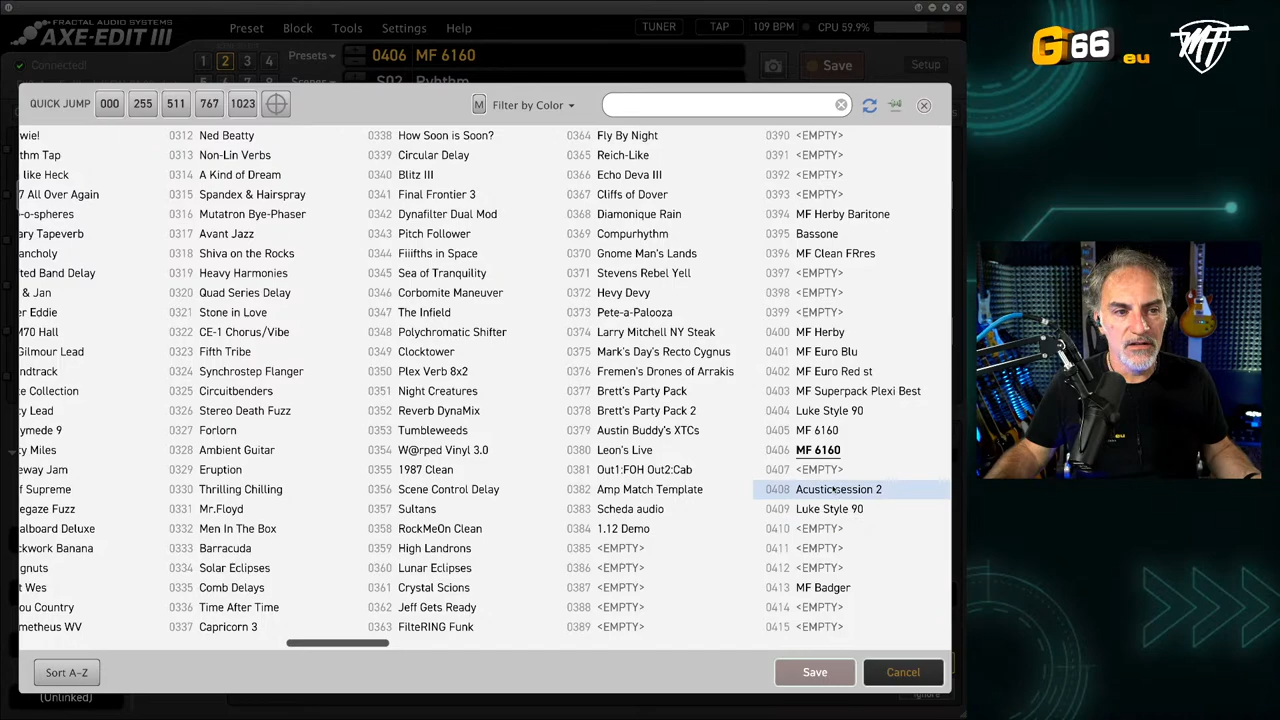 FRACTAL AUDIO SYSTEMS
AXE-EDIT III
Preset Block Tools Settings Help
TUNER TAP 109 BPM CPU 59.9%
Connected!
1 2 3 4
Presets 0406 MF 6160
Save Setup
QUICK JUMP 000 255 511 767 1023
M Filter by Color
wie!
thm Tap
like Heck
7 All Over Again
-o-spheres
ary Tapeverb
ancholy
ted Band Delay
& Jan
er Eddie
M70 Hall
Gilmour Lead
ndtrack
e Collection
ty Lead
ymede 9
ty Miles
eway Jam
f Supreme
egaze Fuzz
alboard Deluxe
ckwork Banana
gnuts
t Wes
ou Country
metheus WV
0312 Ned Beatty
0313 Non-Lin Verbs
0314 A Kind of Dream
0315 Spandex & Hairspray
0316 Mutatron Bye-Phaser
0317 Avant Jazz
0318 Shiva on the Rocks
0319 Heavy Harmonies
0320 Quad Series Delay
0321 Stone in Love
0322 CE-1 Chorus/Vibe
0323 Fifth Tribe
0324 Synchrostep Flanger
0325 Circuitbenders
0326 Stereo Death Fuzz
0327 Forlorn
0328 Ambient Guitar
0329 Eruption
0330 Thrilling Chilling
0331 Mr.Floyd
0332 Men In The Box
0333 Barracuda
0334 Solar Eclipses
0335 Comb Delays
0336 Time After Time
0337 Capricorn 3
0338 How Soon is Soon?
0339 Circular Delay
0340 Blitz III
0341 Final Frontier 3
0342 Dynafilter Dual Mod
0343 Pitch Follower
0344 Fiiifths in Space
0345 Sea of Tranquility
0346 Corbomite Maneuver
0347 The Infield
0348 Polychromatic Shifter
0349 Clocktower
0350 Plex Verb 8x2
0351 Night Creatures
0352 Reverb DynaMix
0353 Tumbleweeds
0354 W@rped Vinyl 3.0
0355 1987 Clean
0356 Scene Control Delay
0357 Sultans
0358 RockMeOn Clean
0359 High Landrons
0360 Lunar Eclipses
0361 Crystal Scions
0362 Jeff Gets Ready
0363 FilteRING Funk
0364 Fly By Night
0365 Reich-Like
0366 Echo Deva III
0367 Cliffs of Dover
0368 Diamonique Rain
0369 Compurhythm
0370 Gnome Man's Lands
0371 Stevens Rebel Yell
0372 Hevy Devy
0373 Pete-a-Palooza
0374 Larry Mitchell NY Steak
0375 Mark's Day's Recto Cygnus
0376 Fremen's Drones of Arrakis
0377 Brett's Party Pack
0378 Brett's Party Pack 2
0379 Austin Buddy's XTCs
0380 Leon's Live
0381 Out1:FOH Out2:Cab
0382 Amp Match Template
0383 Scheda audio
0384 1.12 Demo
0385 <EMPTY>
0386 <EMPTY>
0387 <EMPTY>
0388 <EMPTY>
0389 <EMPTY>
0390 <EMPTY>
0391 <EMPTY>
0392 <EMPTY>
0393 <EMPTY>
0394 MF Herby Baritone
0395 Bassone
0396 MF Clean FRres
0397 <EMPTY>
0398 <EMPTY>
0399 <EMPTY>
0400 MF Herby
0401 MF Euro Blu
0402 MF Euro Red st
0403 MF Superpack Plexi Best
0404 Luke Style 90
0405 MF 6160
0406 MF 6160
0407 <EMPTY>
0408 Acusticsession 2
0409 Luke Style 90
0410 <EMPTY>
0411 <EMPTY>
0412 <EMPTY>
0413 MF Badger
0414 <EMPTY>
0415 <EMPTY>
Sort A-Z
Save Cancel
(Unlinked)
Ignore
G 66
eu